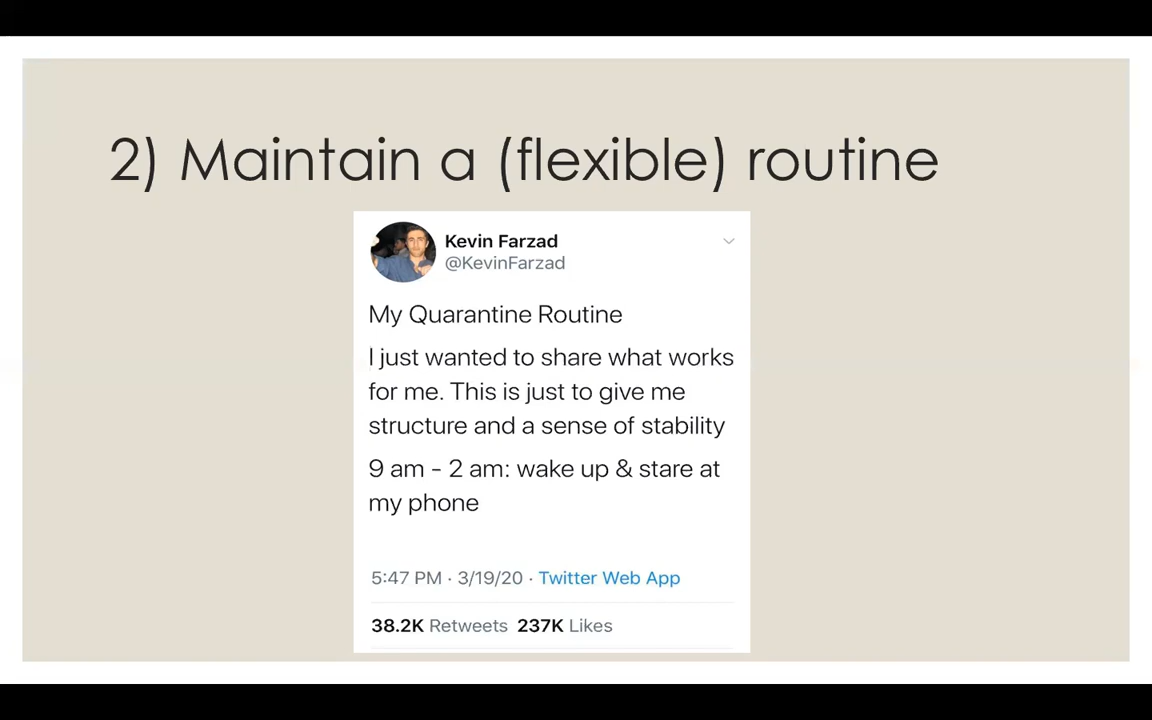 2) Maintain a (flexible) routine
Kevin Farzad
@KevinFarzad
My Quarantine Routine
I just wanted to share what works
for me. This is just to give me
structure and a sense of stability
9 am - 2 am: wake up & stare at
my phone
5:47 PM · 3/19/20 · Twitter Web App
38.2K Retweets 237K Likes